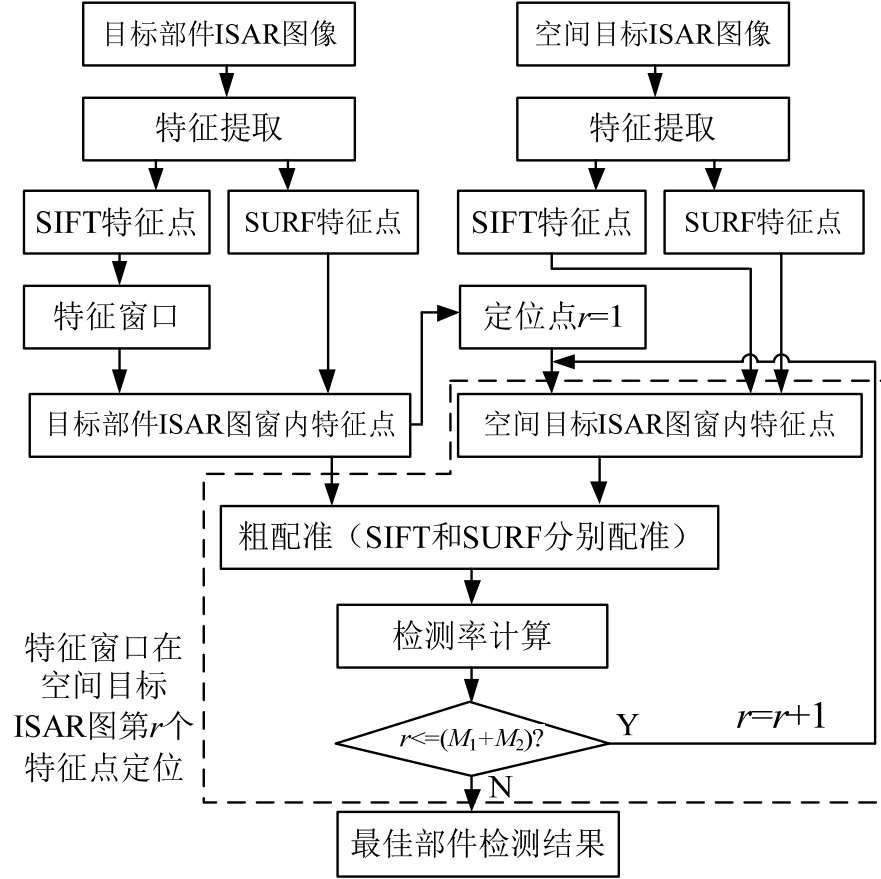 目标部件ISAR图像
空间目标ISAR图像
特征提取
特征提取
SIFT特征点
SURF特征点
SIFT特征点
SURF特征点
特征窗口
定位点r=1
目标部件ISAR图窗内特征点
空间目标ISAR图窗内特征点
粗配准（SIFT和SURF分别配准）
检测率计算
特征窗口在
空间目标
ISAR图第r个
特征点定位
r<=(M₁+M₂)?
Y
r=r+1
N
最佳部件检测结果